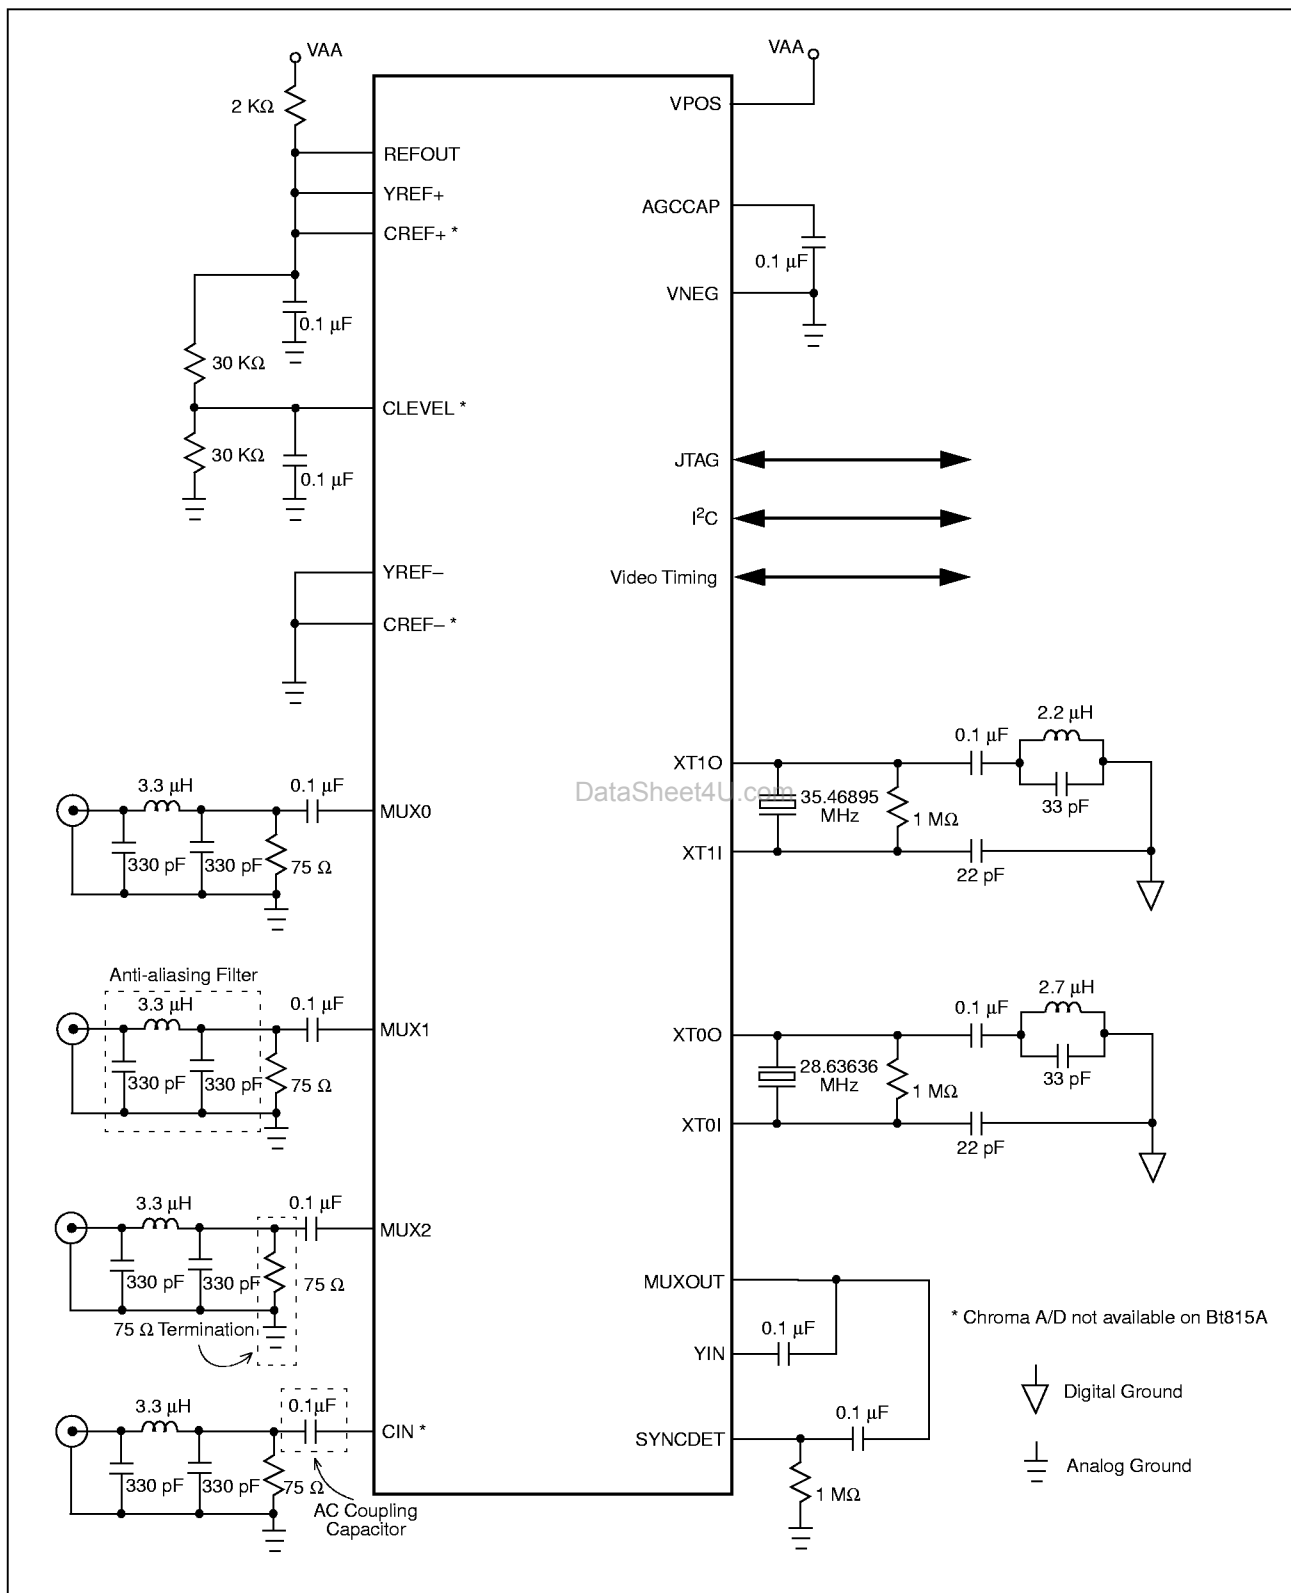 VAA
2 KΩ
REFOUT
YREF+
CREF+ *
0.1 µF
30 KΩ
CLEVEL *
30 KΩ
0.1 µF
YREF–
CREF– *
3.3 µH
0.1 µF
MUX0
330 pF
330 pF
75 Ω
Anti-aliasing Filter
3.3 µH
0.1 µF
MUX1
330 pF
330 pF
75 Ω
3.3 µH
0.1 µF
MUX2
330 pF
330 pF
75 Ω
75 Ω Termination
3.3 µH
0.1µF
CIN *
330 pF
330 pF
75 Ω
AC Coupling
Capacitor
VAA
VPOS
AGCCAP
0.1 µF
VNEG
JTAG
I²C
Video Timing
2.2 µH
0.1 µF
XT1O
33 pF
DataSheet4U.com
35.46895
MHz
1 MΩ
XT1I
22 pF
2.7 µH
0.1 µF
XT0O
33 pF
28.63636
MHz
1 MΩ
XT0I
22 pF
MUXOUT
0.1 µF
YIN
0.1 µF
SYNCDET
1 MΩ
* Chroma A/D not available on Bt815A
Digital Ground
Analog Ground